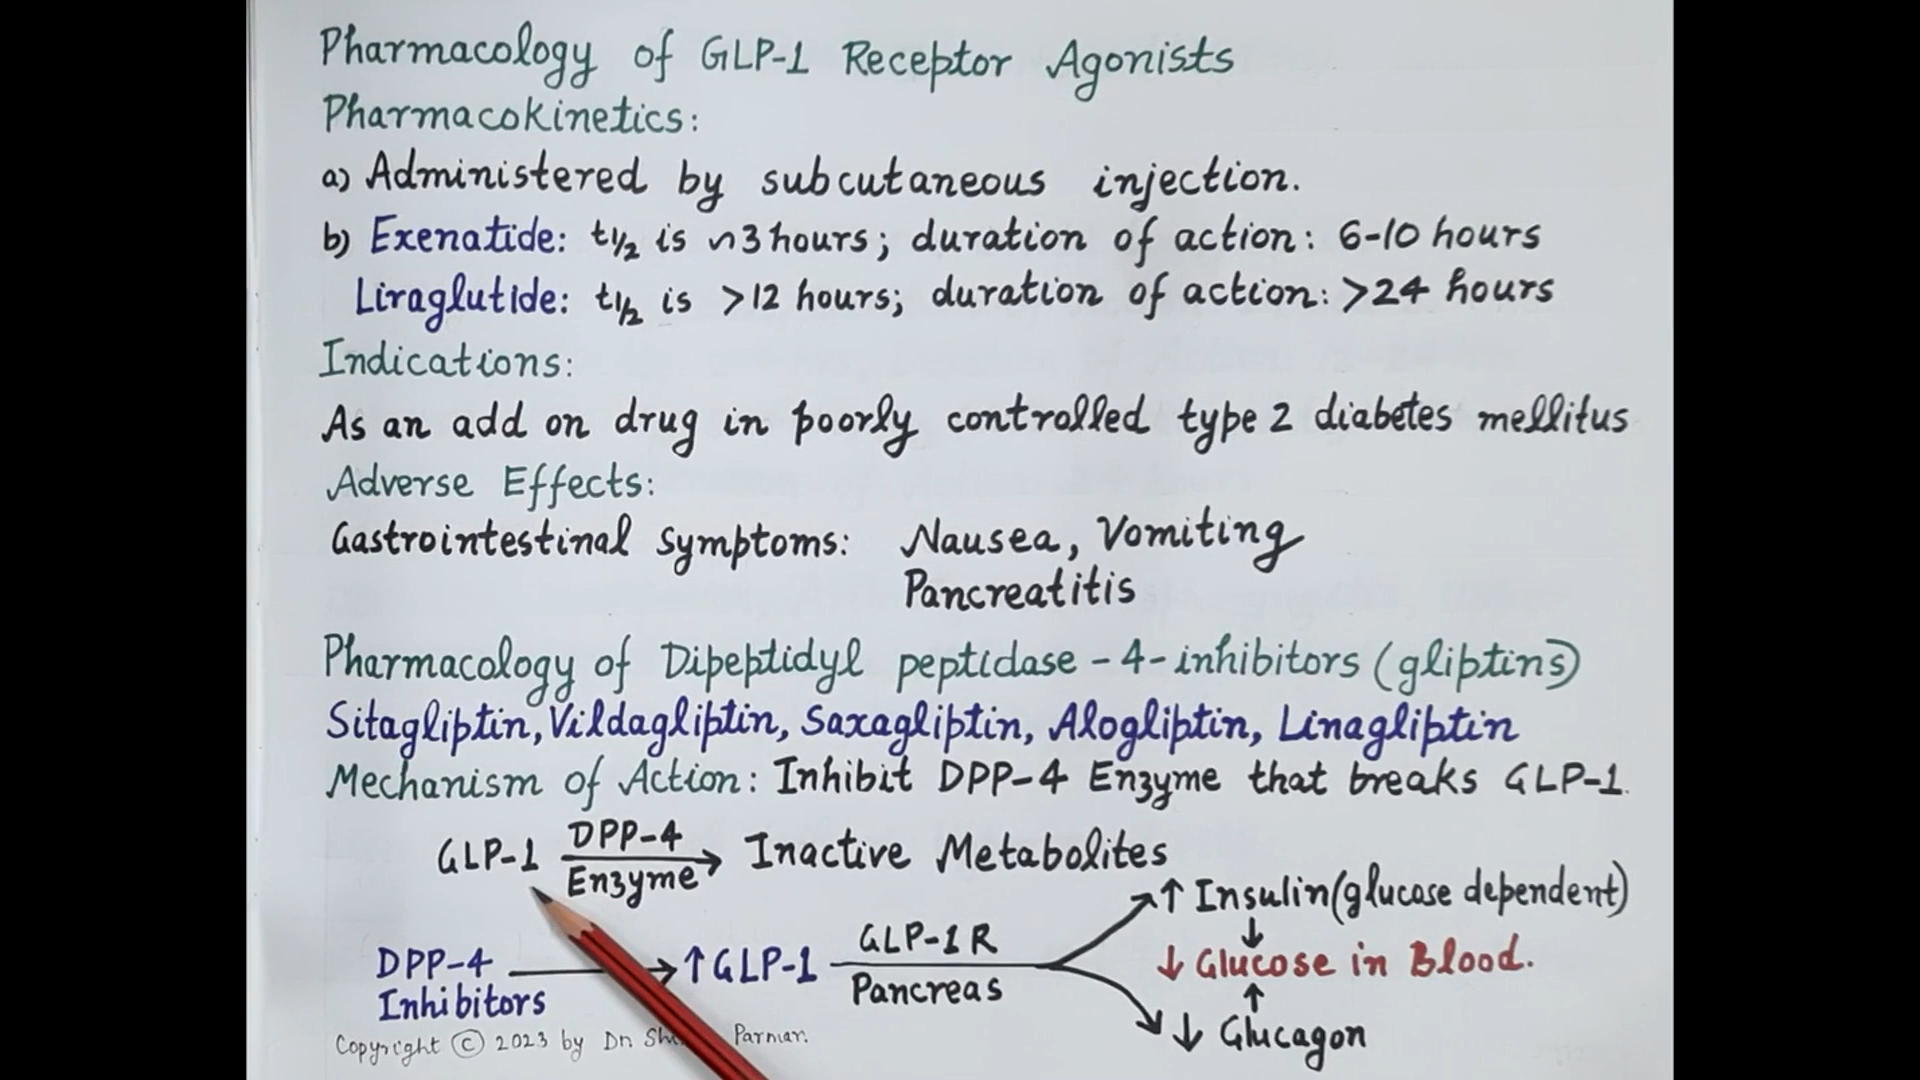 Pharmacology of GLP-1 Receptor Agonists
Pharmacokinetics:
a) Administered by subcutaneous injection.
b) Exenatide: t1/2 is ~3 hours; duration of action: 6-10 hours
Liraglutide: t1/2 is >12 hours; duration of action: >24 hours
Indications:
As an add on drug in poorly controlled type 2 diabetes mellitus
Adverse Effects:
Gastrointestinal Symptoms: Nausea, Vomiting
Pancreatitis
Pharmacology of Dipeptidyl peptidase-4-inhibitors (gliptins)
Sitagliptin, Vildagliptin, Saxagliptin, Alogliptin, Linagliptin
Mechanism of Action: Inhibit DPP-4 Enzyme that breaks GLP-1.
GLP-1 DPP-4 Enzyme → Inactive Metabolites
↑ Insulin (glucose dependent)
DPP-4 Inhibitors → ↑ GLP-1 GLP-1 R Pancreas
↓
↓ Glucose in Blood.
↑
↓ Glucagon
Copyright © 2023 by Dr. Parmar.